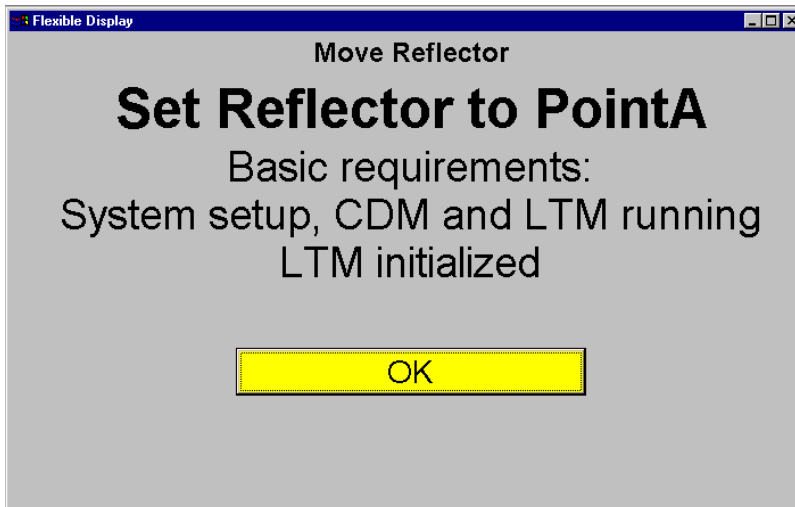 Flexible Display
Move Reflector
Set Reflector to PointA
Basic requirements:
System setup, CDM and LTM running
LTM initialized
OK